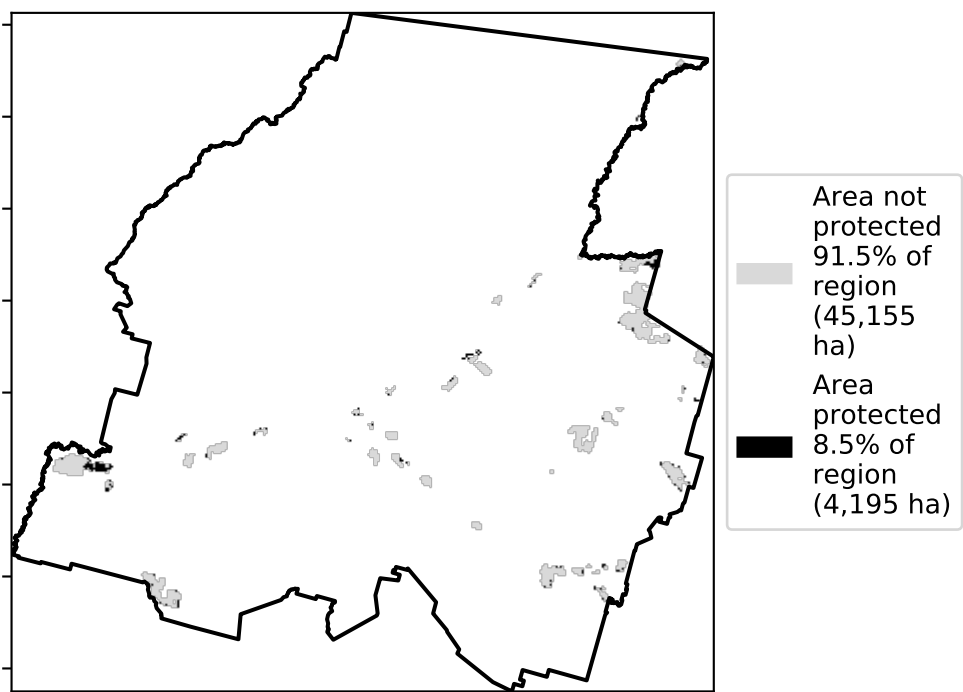 Area not
protected
91.5% of
region
(45,155
ha)
Area
protected
8.5% of
region
(4,195 ha)